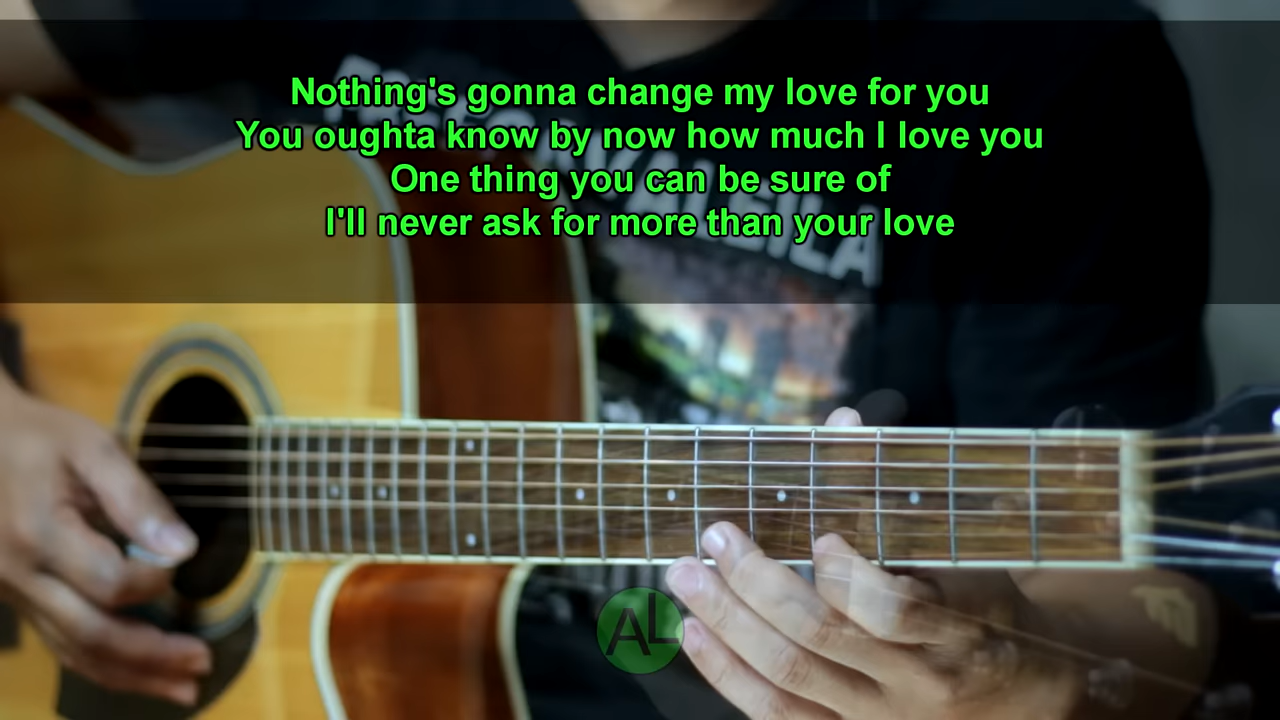 Nothing's gonna change my love for you
You oughta know by now how much I love you
One thing you can be sure of
I'll never ask for more than your love
AL